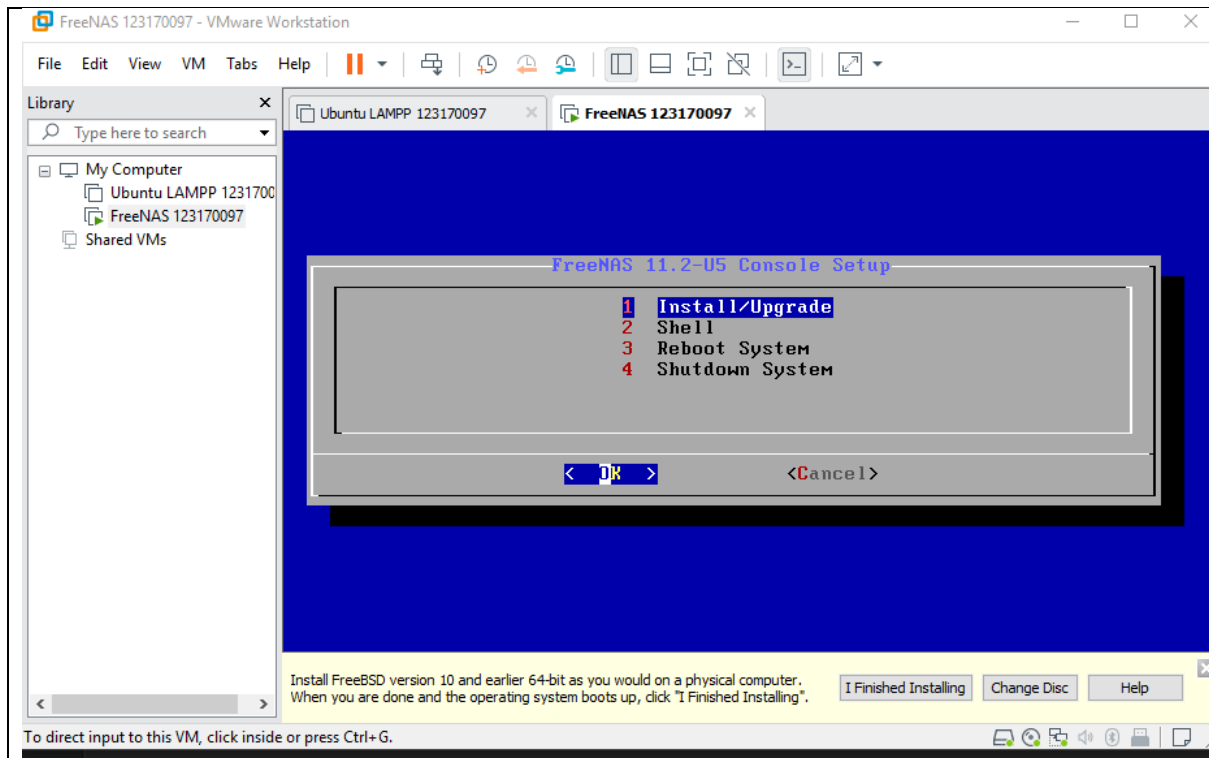 FreeNAS 123170097 - VMware Workstation
File Edit View VM Tabs Help
Library
Type here to search
My Computer
Ubuntu LAMPP 1231700
FreeNAS 123170097
Shared VMs
Ubuntu LAMPP 123170097
FreeNAS 123170097
FreeNAS 11.2-U5 Console Setup
1 Install/Upgrade
2 Shell
3 Reboot System
4 Shutdown System
< OK > <Cancel>
Install FreeBSD version 10 and earlier 64-bit as you would on a physical computer.
When you are done and the operating system boots up, click "I Finished Installing".
I Finished Installing Change Disc Help
To direct input to this VM, click inside or press Ctrl+G.